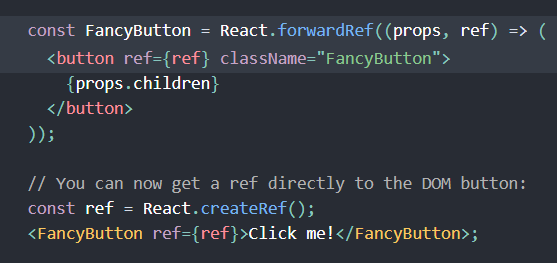 const FancyButton = React.forwardRef((props, ref) => (
  <button ref={ref} className="FancyButton">
    {props.children}
  </button>
));

// You can now get a ref directly to the DOM button:
const ref = React.createRef();
<FancyButton ref={ref}>Click me!</FancyButton>;